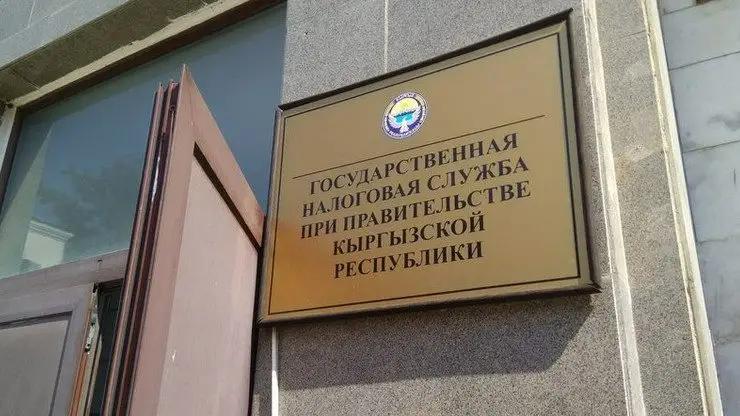 ГОСУДАРСТВЕННАЯ
НАЛОГОВАЯ СЛУЖБА
ПРИ ПРАВИТЕЛЬСТВЕ
КЫРГЫЗСКОЙ
РЕСПУБЛИКИ